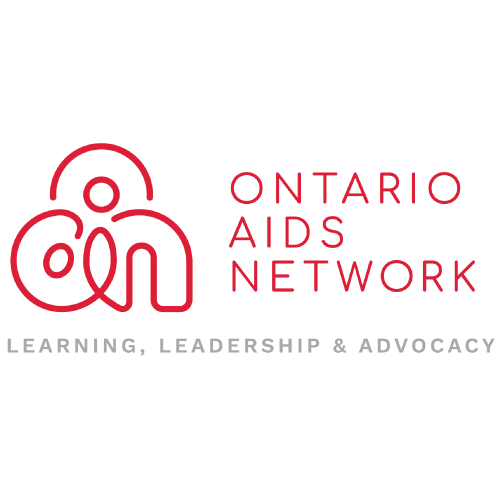 ONTARIO
AIDS
NETWORK
LEARNING, LEADERSHIP & ADVOCACY